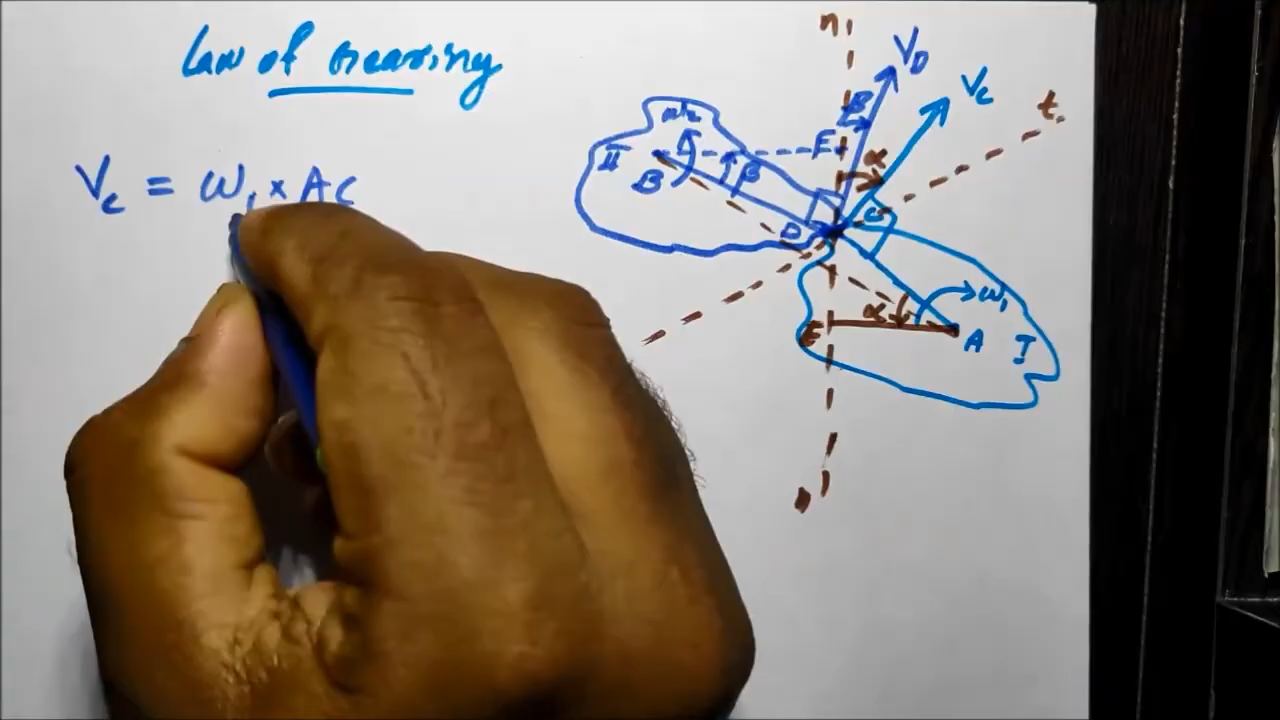 Law of Gearing
Vc = ω₁ × AC
n
VD
Vc
t
β
α
ω₂
II
F
B
β
C
D
α
ω₁
E
A
I
n